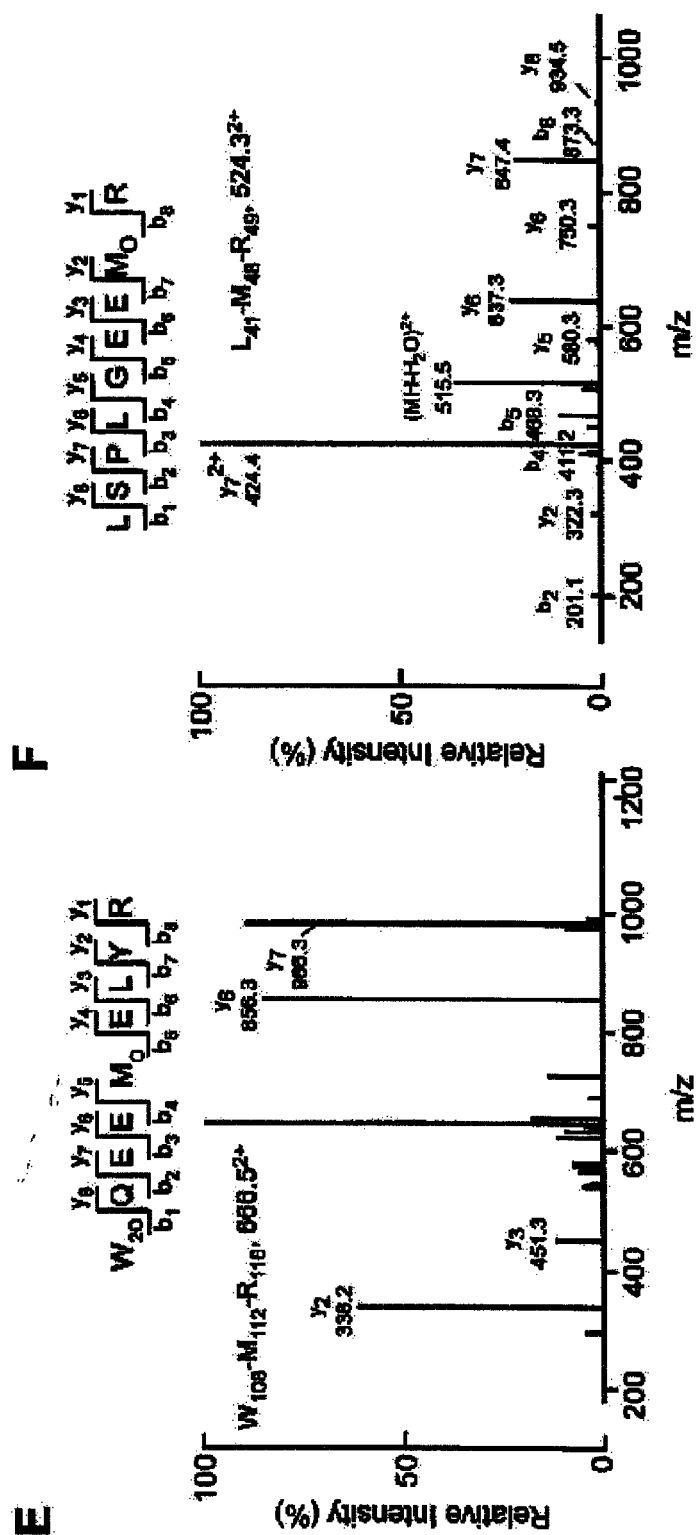 E
y8 y7 y6 y5 y4 y3 y2 y1
W2O Q E E MO E L Y R
b1 b2 b3 b4 b5 b6 b7 b8
W108-M112-R116,
Relative Intensity (%)
100
50
0
y2
338.2
y3
451.3
y6
856.3
y7
985.3
200 400 600 800 1000 1200
m/z
F
y8 y7 y6 y5 y4 y3 y2 y1
L S P L G E E MO R
b1 b2 b3 b4 b5 b6 b7 b8
L41-M48-R49, 524.3²⁺
Relative Intensity (%)
100
50
0
y7²⁺
424.4
(MH-H2O)²⁺
515.5
b2
201.1
y2
322.3
b4
411.2
b5
468.3
y5
580.3
y6
637.3
y6
750.3
y7
847.4
b8
873.3
y8
934.5
200 400 600 800 1000
m/z